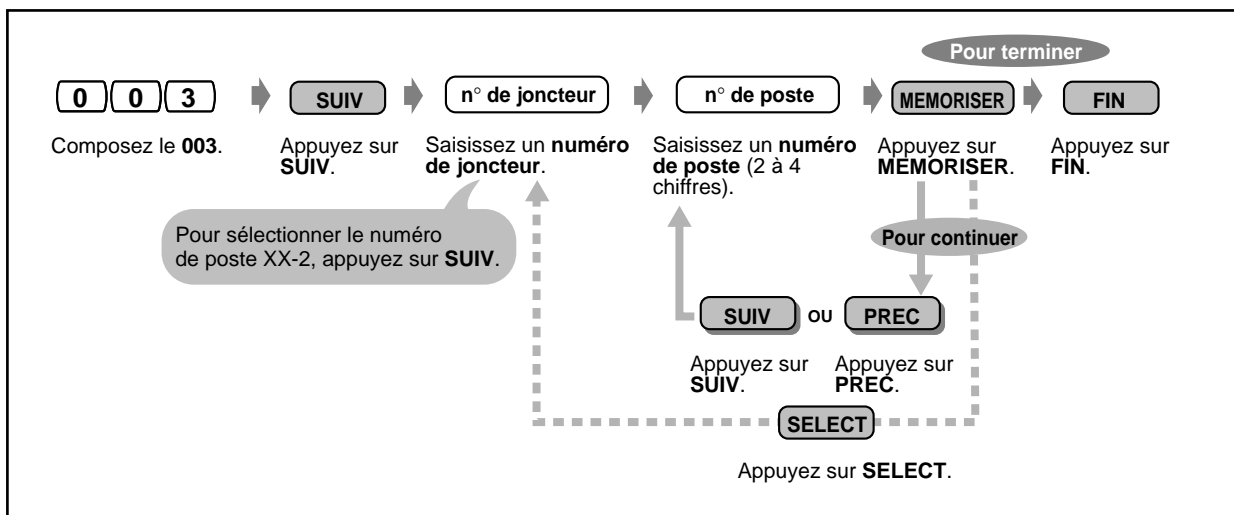 Pour terminer
0 0 3
SUIV
n° de joncteur
n° de poste
MEMORISER
FIN
Composez le 003.
Appuyez sur
SUIV.
Saisissez un numéro
de joncteur.
Saisissez un numéro
de poste (2 à 4
chiffres).
Appuyez sur
MEMORISER.
Appuyez sur
FIN.
Pour sélectionner le numéro
de poste XX-2, appuyez sur SUIV.
Pour continuer
SUIV OU PREC
Appuyez sur
SUIV.
Appuyez sur
PREC.
SELECT
Appuyez sur SELECT.